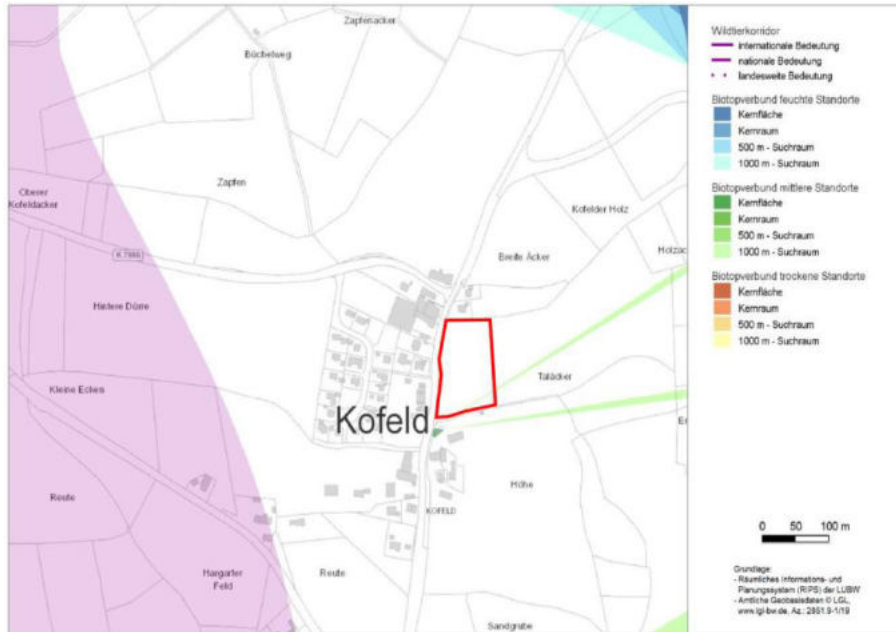 Zapfenäcker
Büchelweg
Zapfen
Oberer
Kofeldacker
K 7986
Kofelder Holz
Breite Äcker
Hintere Dürre
Kleine Eckers
Taläcker
Kofeld
Reute
Höhe
KOFELD
Hargarter
Feld
Reute
Sandgrube
Wildtierkorridor
internationale Bedeutung
nationale Bedeutung
landesweite Bedeutung
Biotopverbund feuchte Standorte
Kernfläche
Kernraum
500 m - Suchraum
1000 m - Suchraum
Biotopverbund mittlere Standorte
Kernfläche
Kernraum
500 m - Suchraum
1000 m - Suchraum
Biotopverbund trockene Standorte
Kernfläche
Kernraum
500 m - Suchraum
1000 m - Suchraum
0 50 100 m
Grundlage:
- Räumliches Informations- und
Planungssystem (RIPS) der LUBW
- Amtliche Geobasisdaten © LGL,
www.lgl-bw.de, Az.: 2851.9-1/19